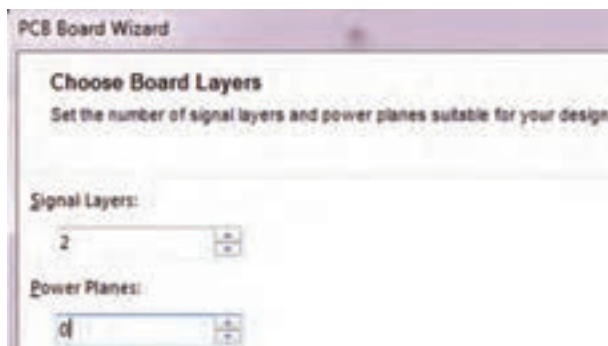 PCB Board Wizard
Choose Board Layers
Set the number of signal layers and power planes suitable for your design
Signal Layers:
2
Power Planes:
0